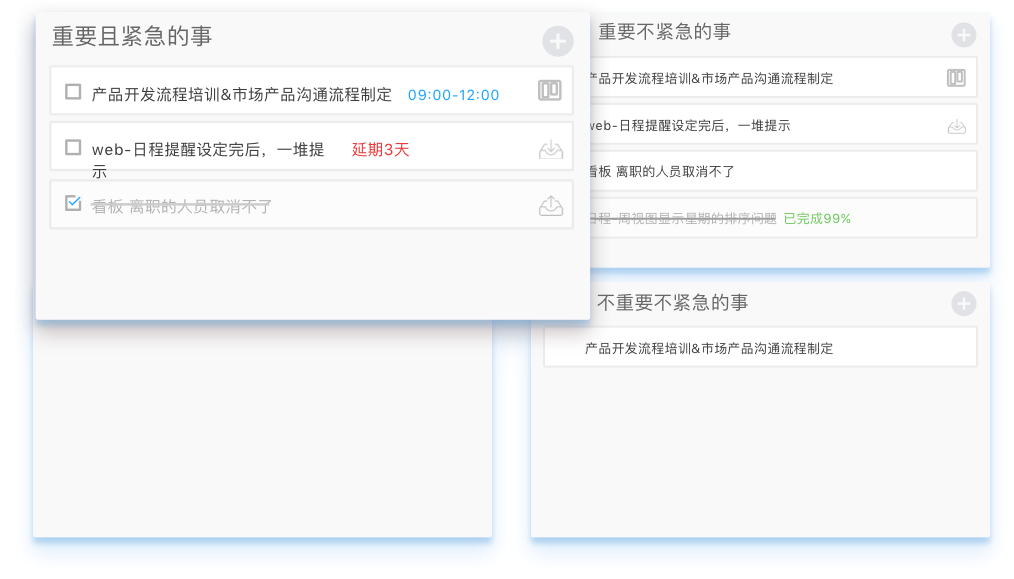 重要且紧急的事
产品开发流程培训&市场产品沟通流程制定 09:00-12:00
web-日程提醒设定完后，一堆提 延期3天
示
看板 离职的人员取消不了
重要不紧急的事
产品开发流程培训&市场产品沟通流程制定
web-日程提醒设定完后，一堆提示
看板 离职的人员取消不了
日程-周视图显示星期的排序问题 已完成99%
不重要不紧急的事
产品开发流程培训&市场产品沟通流程制定